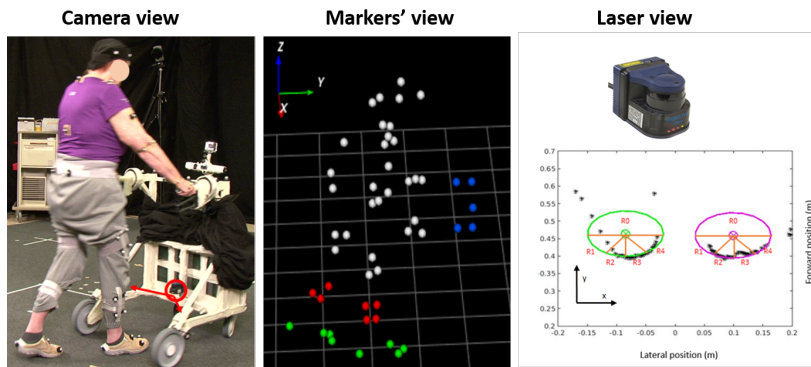 Camera view
Markers' view
Laser view
Z
Y
X
0.7
0.65
0.6
0.55
0.5
0.45
0.4
0.35
0.3
0.25
0.2
R0
R1
R2
R3
R4
R0
R1
R2
R3
R4
y
x
-0.2
-0.15
-0.1
-0.05
0
0.05
0.1
0.15
0.2
Lateral position (m)
Forward position (m)